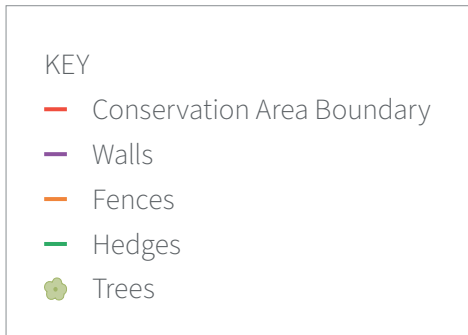 KEY
Conservation Area Boundary
Walls
Fences
Hedges
Trees